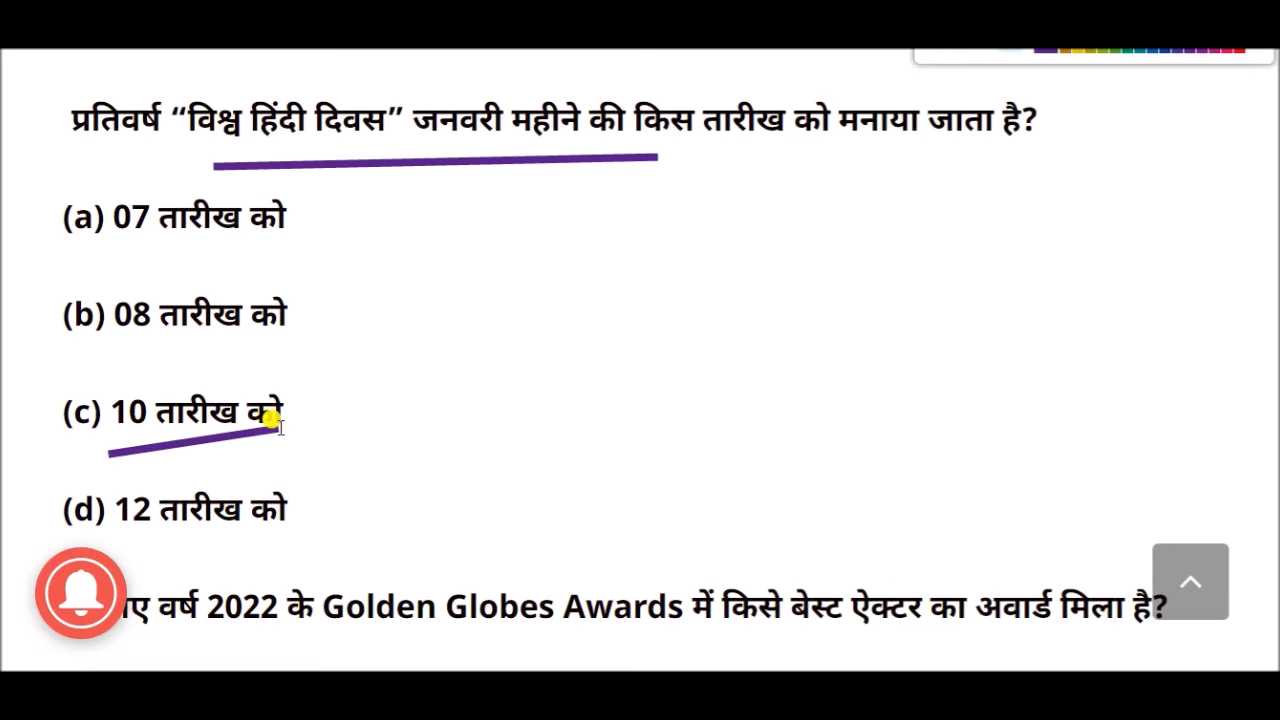 प्रतिवर्ष “विश्व हिंदी दिवस” जनवरी महीने की किस तारीख को मनाया जाता है?
(a) 07 तारीख को
(b) 08 तारीख को
(c) 10 तारीख को
(d) 12 तारीख को
वर्ष 2022 के Golden Globes Awards में किसे बेस्ट ऐक्टर का अवार्ड मिला है?